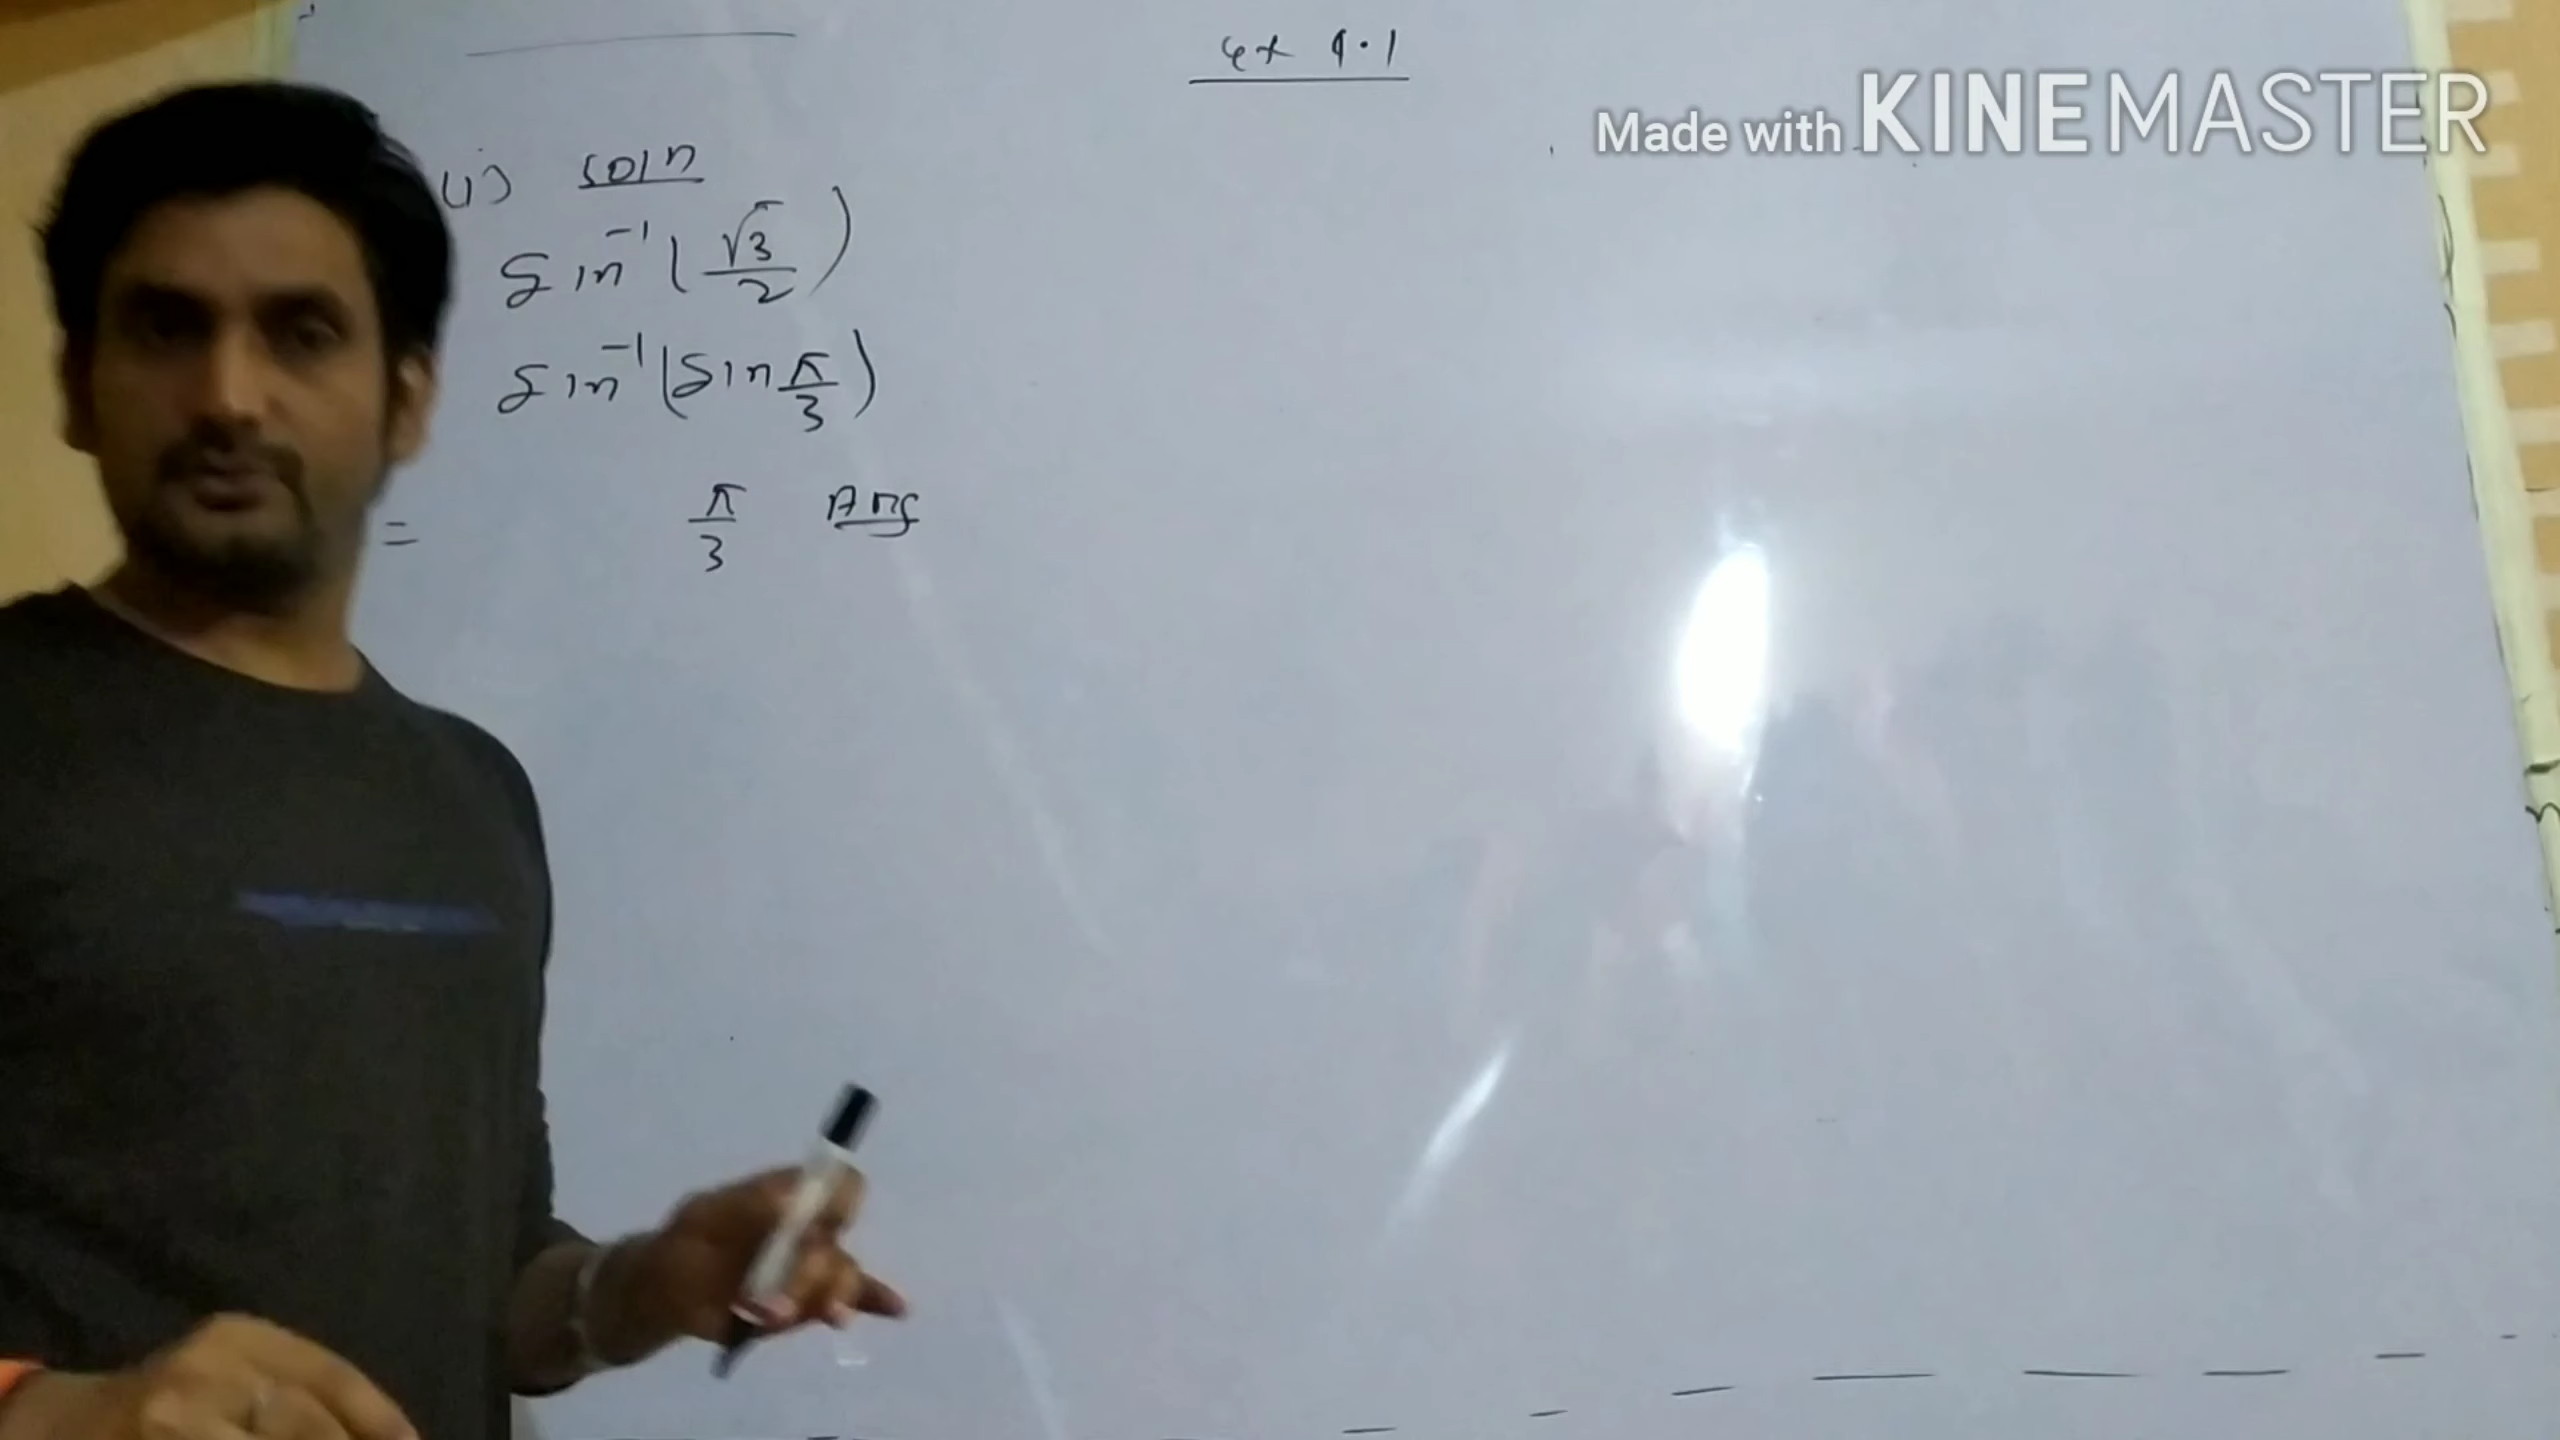 ex 9.1
Made with KINEMASTER
(i) soln
sin⁻¹(√3/2)
sin⁻¹(sin π/3)
= π/3 Ans